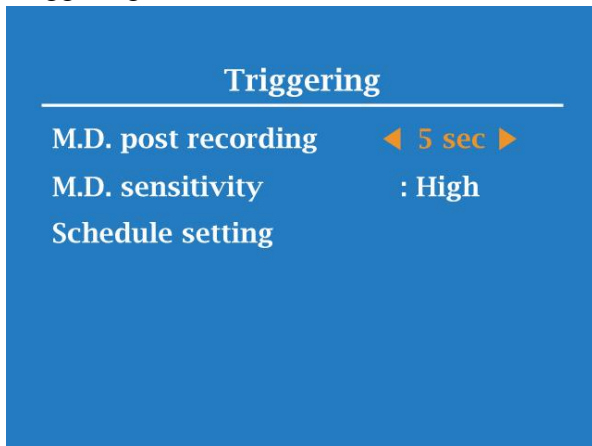 Triggering
M.D. post recording ◀ 5 sec ▶
M.D. sensitivity : High
Schedule setting